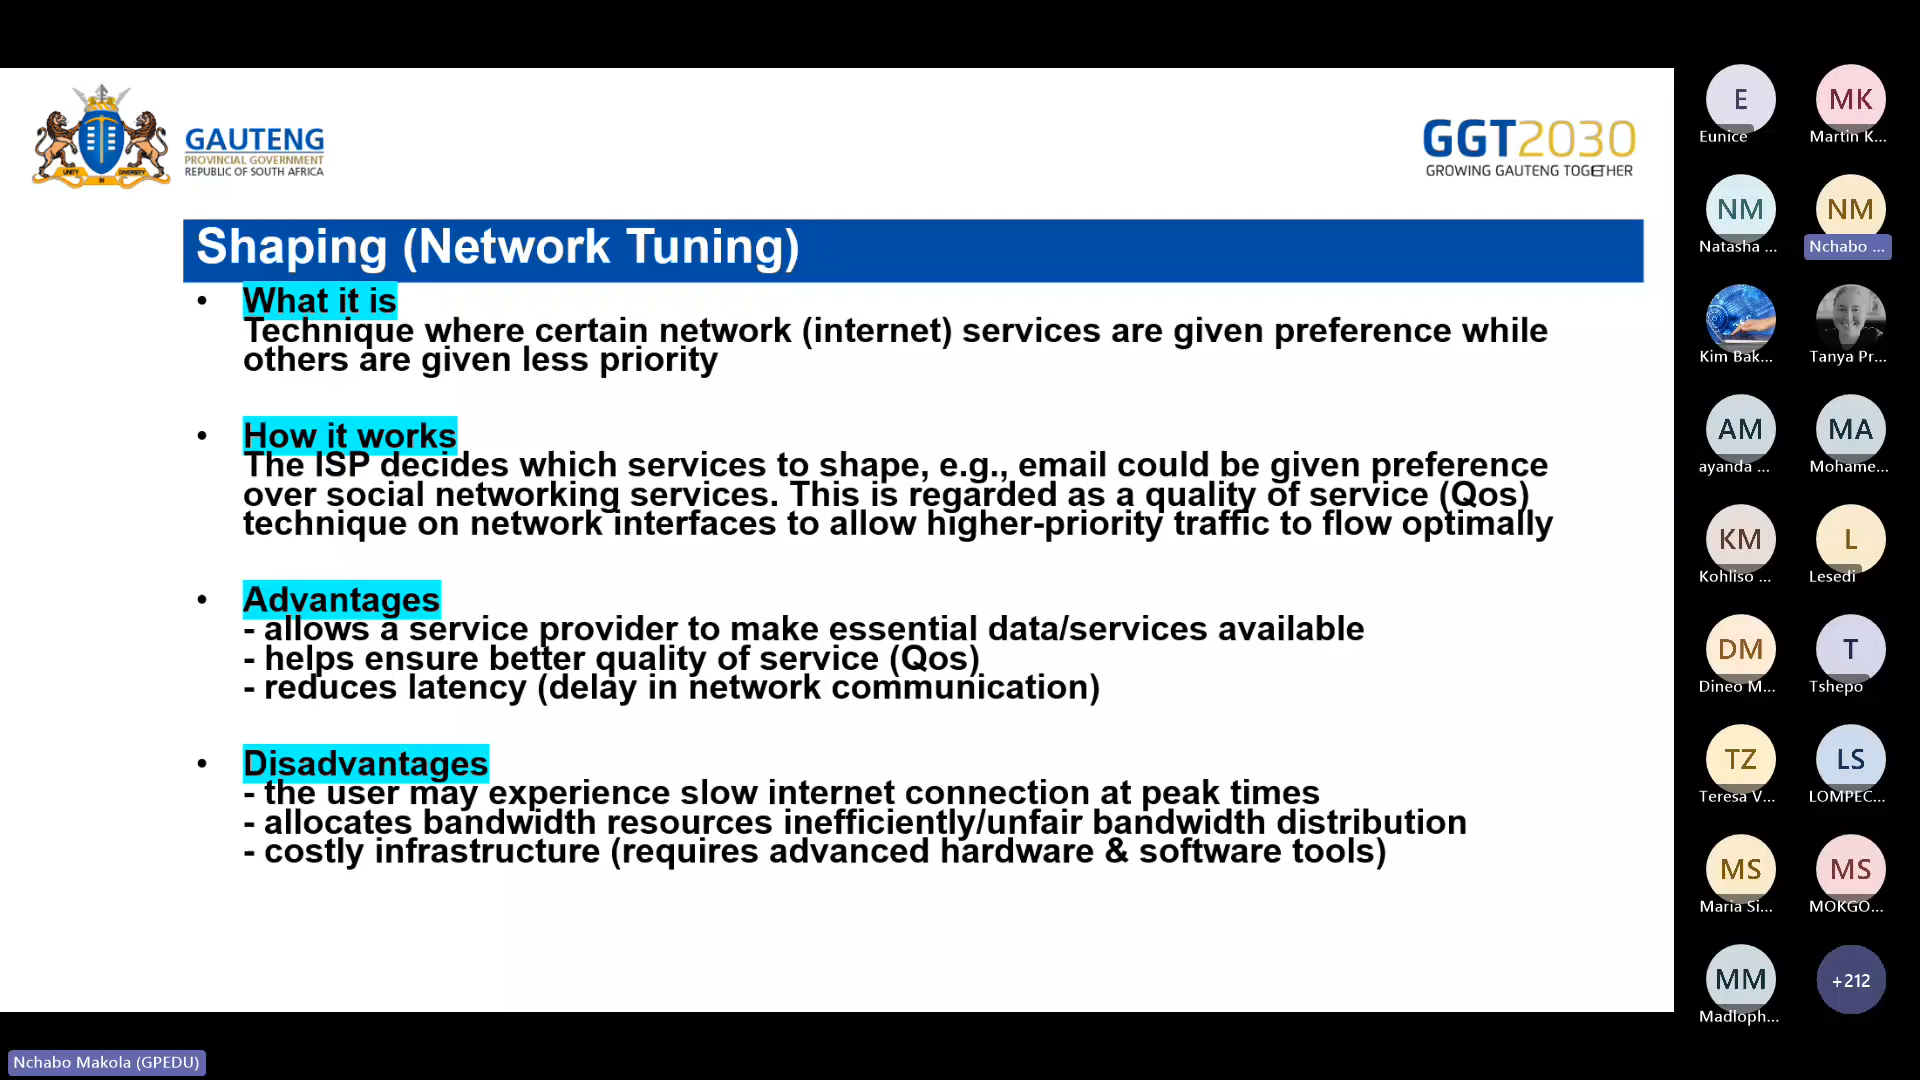 UNITY IN DIVERSITY
GAUTENG
PROVINCIAL GOVERNMENT
REPUBLIC OF SOUTH AFRICA
GGT2030
GROWING GAUTENG TOGETHER
Shaping (Network Tuning)
• What it is
Technique where certain network (internet) services are given preference while
others are given less priority
• How it works
The ISP decides which services to shape, e.g., email could be given preference
over social networking services. This is regarded as a quality of service (Qos)
technique on network interfaces to allow higher-priority traffic to flow optimally
• Advantages
- allows a service provider to make essential data/services available
- helps ensure better quality of service (Qos)
- reduces latency (delay in network communication)
• Disadvantages
- the user may experience slow internet connection at peak times
- allocates bandwidth resources inefficiently/unfair bandwidth distribution
- costly infrastructure (requires advanced hardware & software tools)
E
Eunice
MK
Martin K...
NM
Natasha ...
NM
Nchabo ...
Kim Bak...
Tanya Pr...
AM
ayanda ...
MA
Mohame...
KM
Kohliso ...
L
Lesedi
DM
Dineo M...
T
Tshepo
TZ
Teresa V...
LS
LOMPEC...
MS
Maria Si...
MS
MOKGO...
MM
Madloph...
+212
Nchabo Makola (GPEDU)